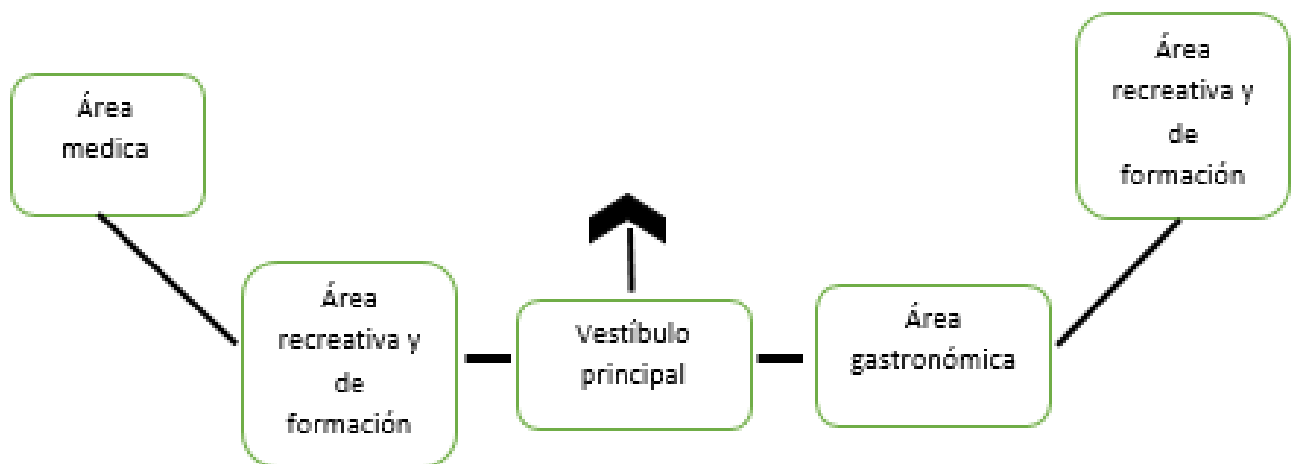 Área
medica
Área
recreativa y
de
formación
Vestíbulo
principal
Área
gastronómica
Área
recreativa y
de
formación